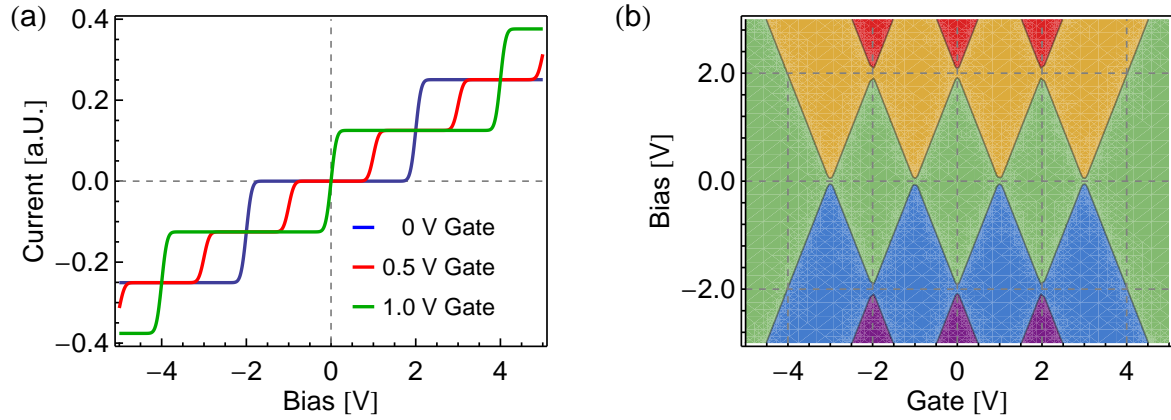 (a)
0.4
0.2
0.0
−0.2
−0.4
Current [a.U.]
−4 −2 0 2 4
Bias [V]
0 V Gate
0.5 V Gate
1.0 V Gate
(b)
2.0
0.0
−2.0
Bias [V]
−4 −2 0 2 4
Gate [V]